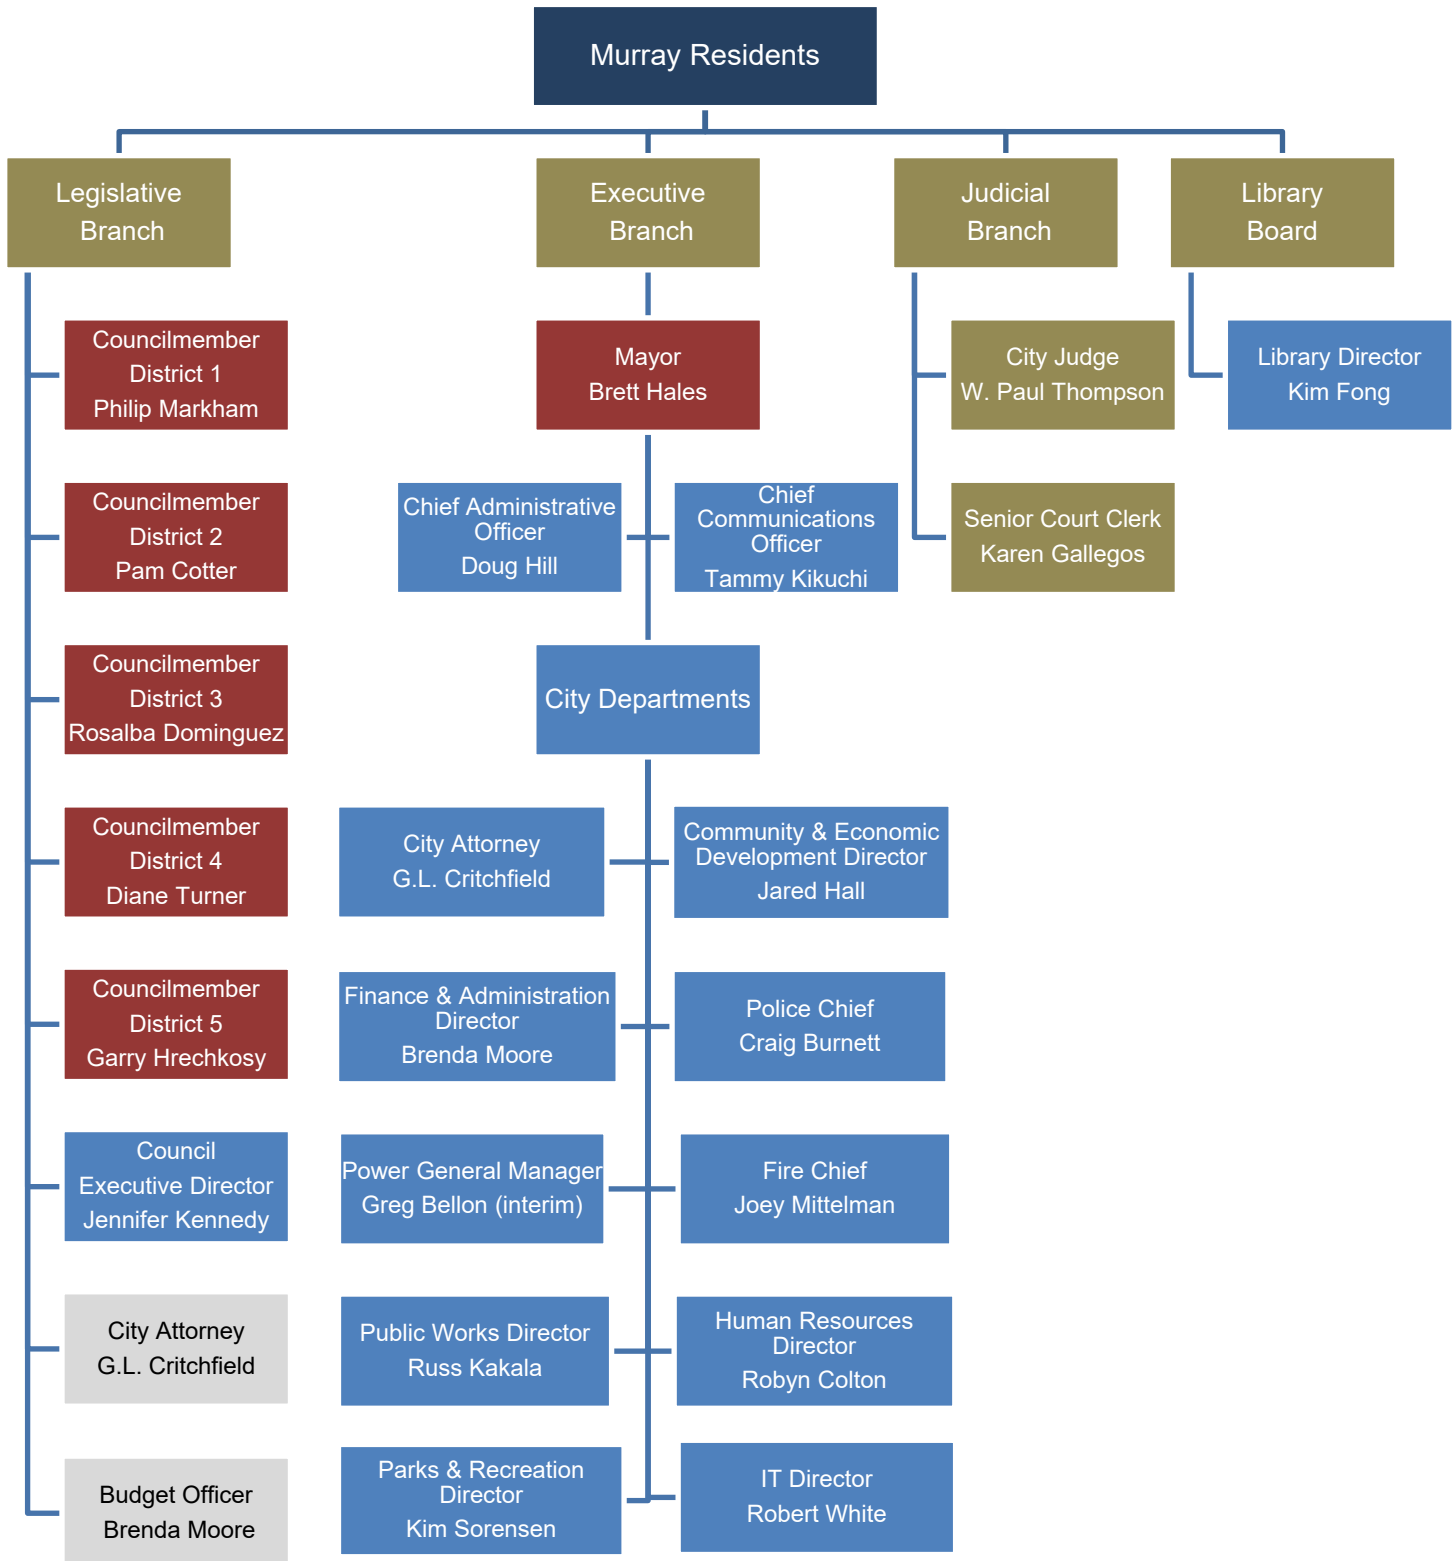 Murray Residents
Legislative
Branch
Executive
Branch
Judicial
Branch
Library
Board
Councilmember
District 1
Philip Markham
Mayor
Brett Hales
City Judge
W. Paul Thompson
Library Director
Kim Fong
Councilmember
District 2
Pam Cotter
Chief Administrative
Officer
Doug Hill
Chief
Communications
Officer
Tammy Kikuchi
Senior Court Clerk
Karen Gallegos
Councilmember
District 3
Rosalba Dominguez
City Departments
Councilmember
District 4
Diane Turner
City Attorney
G.L. Critchfield
Community & Economic
Development Director
Jared Hall
Councilmember
District 5
Garry Hrechkosy
Finance & Administration
Director
Brenda Moore
Police Chief
Craig Burnett
Council
Executive Director
Jennifer Kennedy
Power General Manager
Greg Bellon (interim)
Fire Chief
Joey Mittelman
City Attorney
G.L. Critchfield
Public Works Director
Russ Kakala
Human Resources
Director
Robyn Colton
Budget Officer
Brenda Moore
Parks & Recreation
Director
Kim Sorensen
IT Director
Robert White